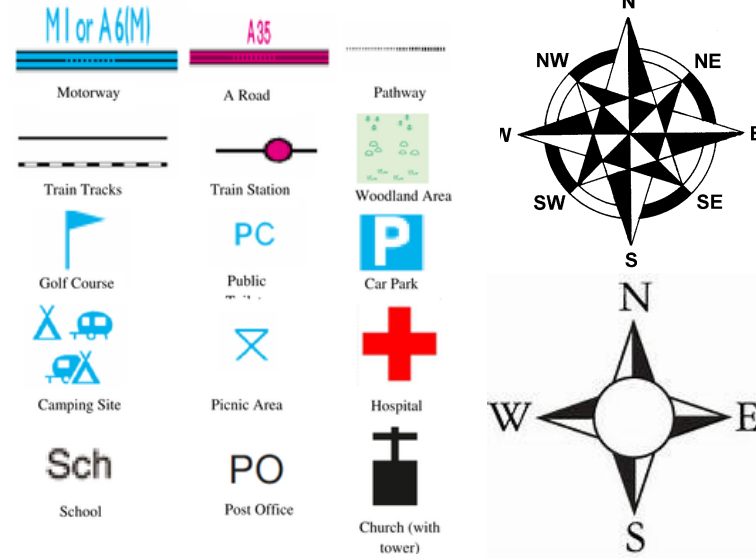 M1 or A6(M)
A35
Motorway
A Road
Pathway
Train Tracks
Train Station
Woodland Area
Golf Course
PC
Public
P
Car Park
Camping Site
Picnic Area
Hospital
Sch
School
PO
Post Office
Church (with
tower)
N
NW
NE
W
E
SW
SE
S
N
W
E
S